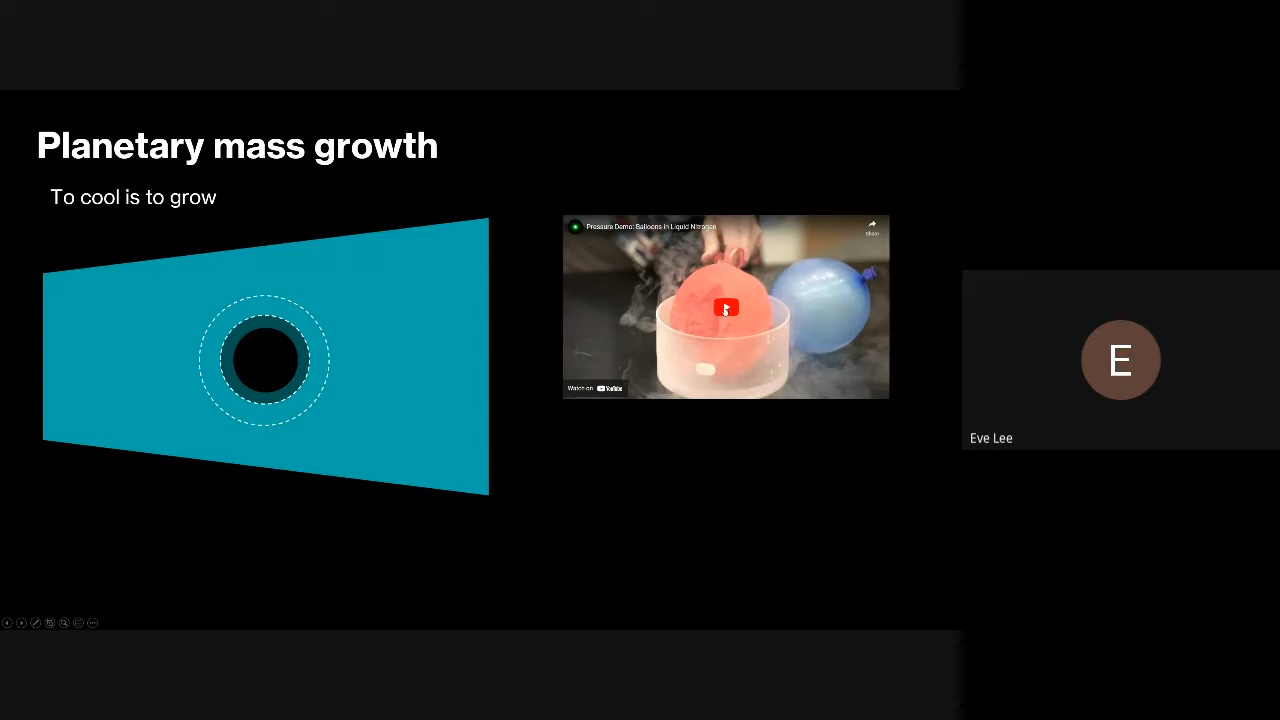 Planetary mass growth
To cool is to grow
Pressure Demo: Balloons in Liquid Nitrogen
Share
Watch on YouTube
E
Eve Lee